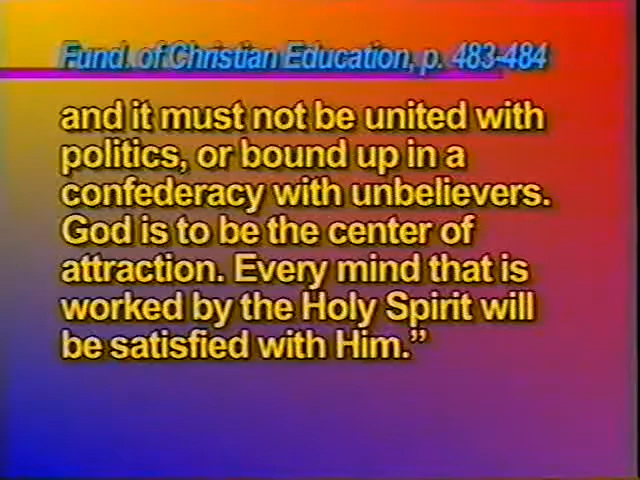 Fund. of Christian Education, p. 483-484
and it must not be united with
politics, or bound up in a
confederacy with unbelievers.
God is to be the center of
attraction. Every mind that is
worked by the Holy Spirit will
be satisfied with Him.”